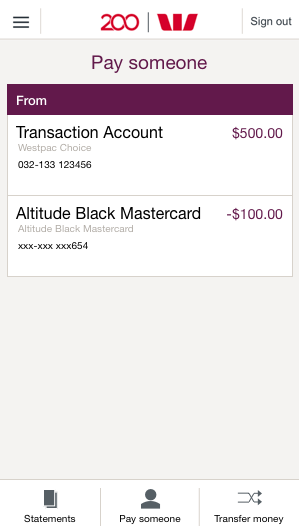 200
Sign out
Pay someone
From
Transaction Account
$500.00
Westpac Choice
032-133 123456
Altitude Black Mastercard
-$100.00
Altitude Black Mastercard
xxx-xxx xxx654
Statements
Pay someone
Transfer money